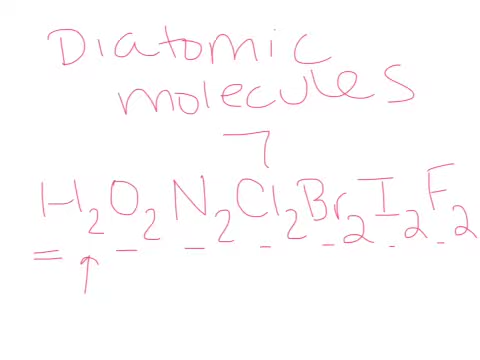 Diatomic
molecules
7
H₂O₂N₂Cl₂Br₂I₂F₂